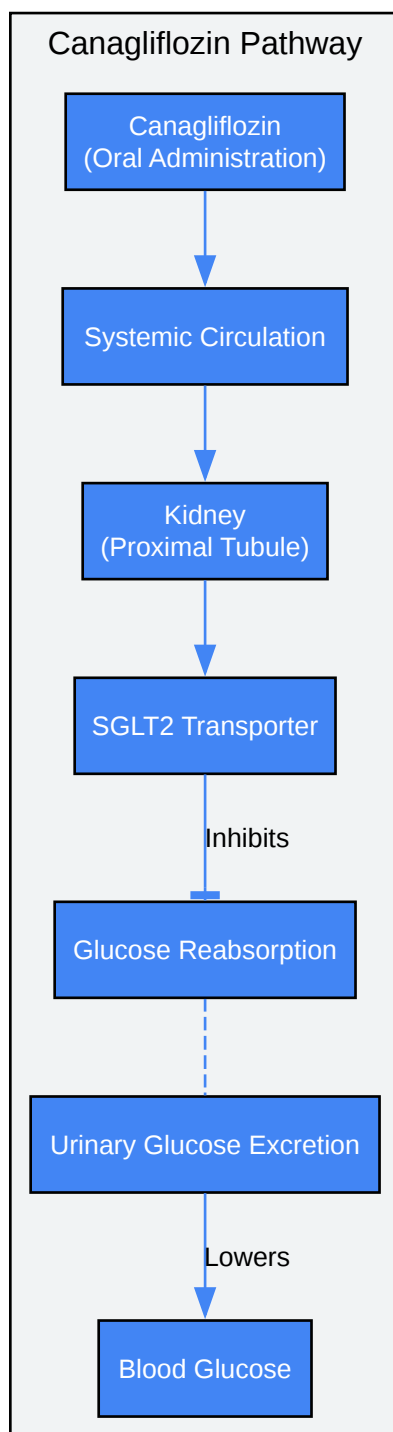 Canagliflozin Pathway
Canagliflozin
(Oral Administration)
Systemic Circulation
Kidney
(Proximal Tubule)
SGLT2 Transporter
Inhibits
Glucose Reabsorption
Urinary Glucose Excretion
Lowers
Blood Glucose